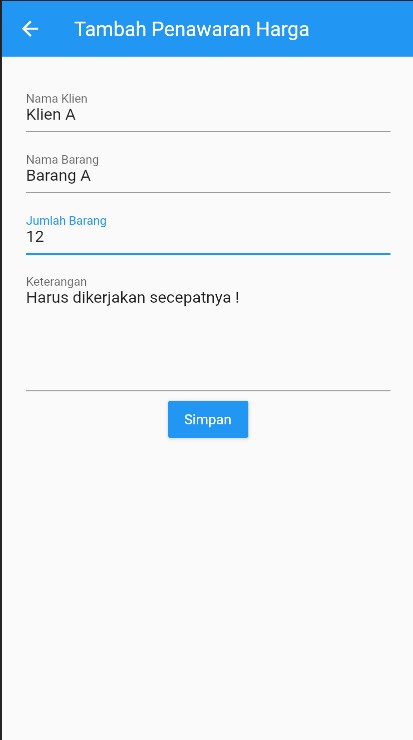 Tambah Penawaran Harga
Nama Klien
Klien A
Nama Barang
Barang A
Jumlah Barang
12
Keterangan
Harus dikerjakan secepatnya !
Simpan